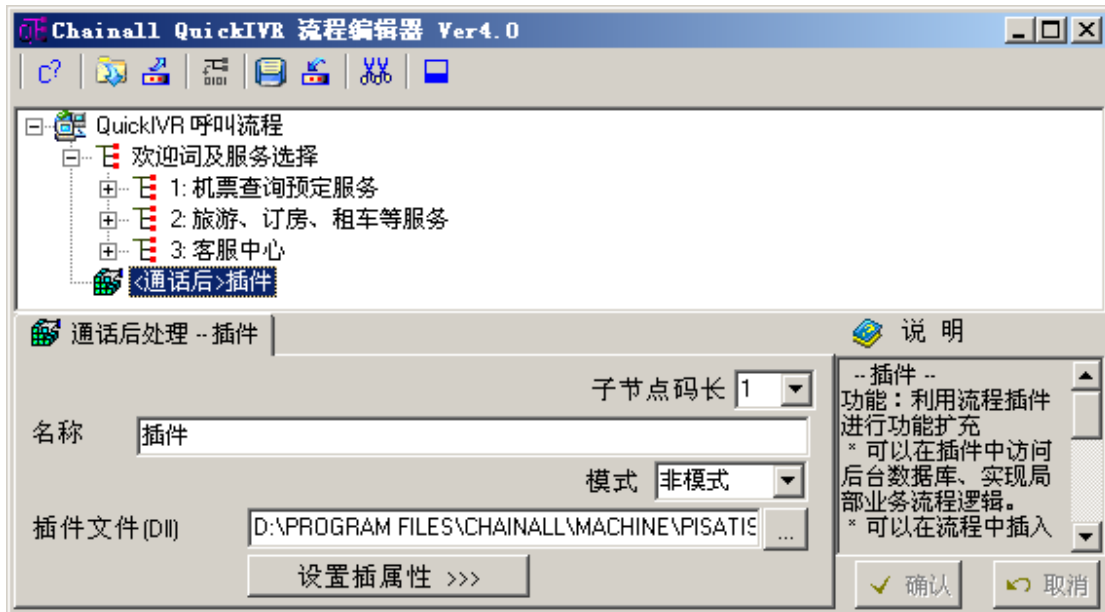 Chainall QuickIVR 流程编辑器 Ver4.0
C?
QuickIVR 呼叫流程
欢迎词及服务选择
1: 机票查询预定服务
2: 旅游、订房、租车等服务
3: 客服中心
<通话后>插件
通话后处理 -- 插件
说 明
子节点码长 1
名称 插件
模式 非模式
插件文件(Dll) D:\PROGRAM FILES\CHAINALL\MACHINE\PISATIS ...
设置插属性 >>>
-- 插件 --
功能：利用流程插件
进行功能扩充
* 可以在插件中访问
后台数据库、实现局
部业务流程逻辑。
* 可以在流程中插入
确认 取消